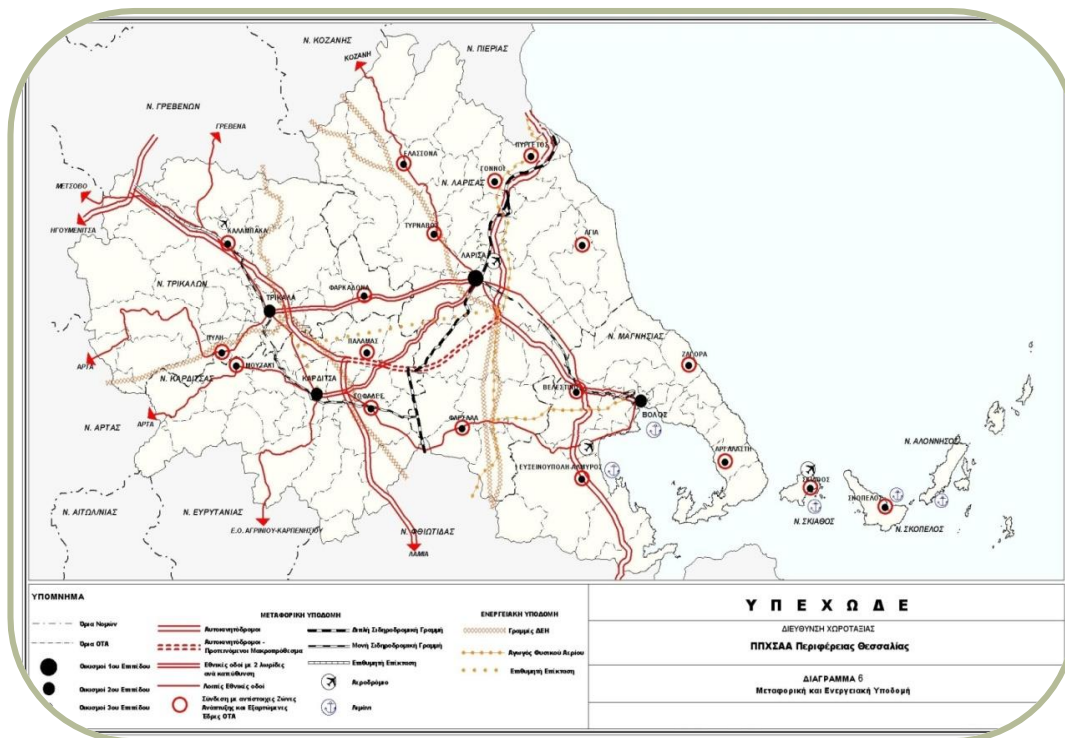 Ν. ΚΟΖΑΝΗΣ
Ν. ΠΙΕΡΙΑΣ
ΚΟΖΑΝΗ
Ν. ΓΡΕΒΕΝΩΝ
ΓΡΕΒΕΝΑ
ΠΥΡΓΕΤΟΣ
ΕΛΑΣΣΟΝΑ
ΓΟΝΝΟΙ
Ν. ΛΑΡΙΣΑΣ
ΜΕΤΣΟΒΟ
ΗΓΟΥΜΕΝΙΤΣΑ
ΤΥΡΝΑΒΟΣ
ΑΓΙΑ
ΚΑΛΑΜΠΑΚΑ
ΛΑΡΙΣΑ
Ν. ΤΡΙΚΑΛΩΝ
ΦΑΡΚΑΔΟΝΑ
ΤΡΙΚΑΛΑ
Ν. ΜΑΓΝΗΣΙΑΣ
ΠΥΛΗ
ΠΑΛΑΜΑΣ
ΖΑΓΟΡΑ
ΑΡΤΑ
ΜΟΥΖΑΚΙ
Ν. ΚΑΡΔΙΤΣΑΣ
ΚΑΡΔΙΤΣΑ
ΒΕΛΕΣΤΙΝΟ
ΣΟΦΑΔΕΣ
ΒΟΛΟΣ
ΑΡΤΑ
Ν. ΑΡΤΑΣ
ΦΑΡΣΑΛΑ
Ν. ΑΛΟΝΝΗΣΟΣ
ΑΡΓΑΛΑΣΤΗ
ΕΥΞΕΙΝΟΥΠΟΛΗ-ΑΛΜΥΡΟΣ
ΣΚΙΑΘΟΣ
ΣΚΟΠΕΛΟΣ
Ν. ΑΙΤΩΛ/ΝΙΑΣ
Ν. ΕΥΡΥΤΑΝΙΑΣ
Ν. ΣΚΙΑΘΟΣ
Ν. ΣΚΟΠΕΛΟΣ
Ε.Ο. ΑΓΡΙΝΙΟΥ-ΚΑΡΠΕΝΗΣΙΟΥ
Ν. ΦΘΙΩΤΙΔΑΣ
ΛΑΜΙΑ
ΥΠΟΜΝΗΜΑ
Όρια Νομών
Όρια ΟΤΑ
Οικισμοί 1ου Επιπέδου
Οικισμοί 2ου Επιπέδου
Οικισμοί 3ου Επιπέδου
ΜΕΤΑΦΟΡΙΚΗ ΥΠΟΔΟΜΗ
Αυτοκινητόδρομοι
Αυτοκινητόδρομοι -
Προτεινόμενοι Μακροπρόθεσμα
Εθνικές οδοί με 2 λωρίδες
ανά κατεύθυνση
Λοιπές Εθνικές οδοί
Σύνδεση με αντίστοιχες Ζώνες
Ανάπτυξης και Εξαρτώμενες
Έδρες ΟΤΑ
Διπλή Σιδηροδρομική Γραμμή
Μονή Σιδηροδρομική Γραμμή
Επιθυμητή Επέκταση
Αεροδρόμιο
Λιμάνι
ΕΝΕΡΓΕΙΑΚΗ ΥΠΟΔΟΜΗ
Γραμμές ΔΕΗ
Αγωγός Φυσικού Αερίου
Επιθυμητή Επέκταση
Υ Π Ε Χ Ω Δ Ε
ΔΙΕΥΘΥΝΣΗ ΧΩΡΟΤΑΞΙΑΣ
ΠΠΧΣΑΑ Περιφέρειας Θεσσαλίας
ΔΙΑΓΡΑΜΜΑ 6
Μεταφορική και Ενεργειακή Υποδομή